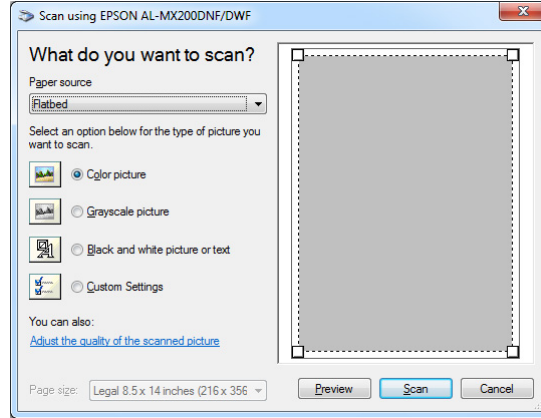 Scan using EPSON AL-MX200DNF/DWF
What do you want to scan?
Paper source
Flatbed
Select an option below for the type of picture you
want to scan.
Color picture
Grayscale picture
Black and white picture or text
Custom Settings
You can also:
Adjust the quality of the scanned picture
Page size: Legal 8.5 x 14 inches (216 x 356
Preview Scan Cancel